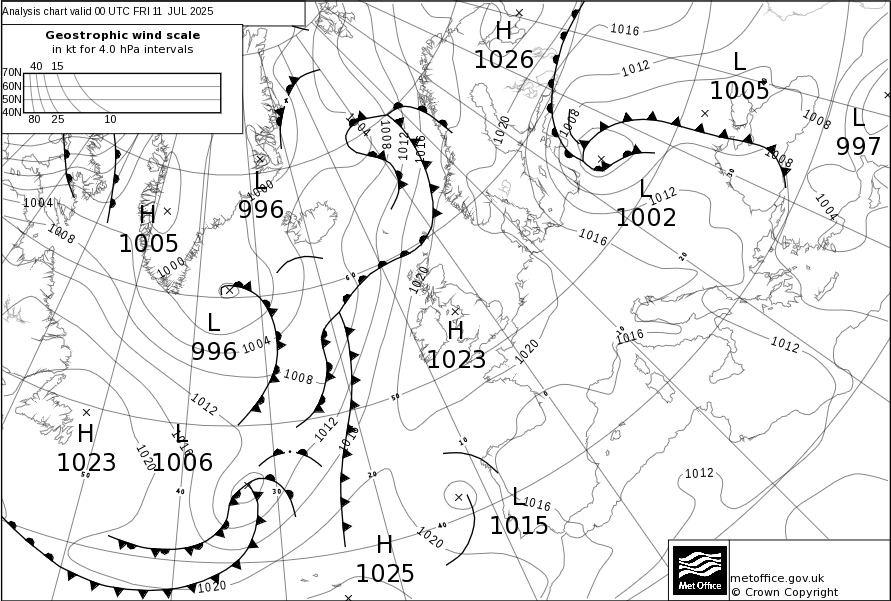 Analysis chart valid 00 UTC FRI 11 JUL 2025
Geostrophic wind scale
in kt for 4.0 hPa intervals
40 15
70N
60N
50N
40N
80 25 10
H
1026
L
1005
L
997
L
996
H
1005
L
1002
L
996
H
1023
H
1023
L
1006
L
1015
H
1025
1016
1012
1020
1008
1008
1008
1012
1016
1004
1008
1000
1000
1012
1016
1004
1020
1004
1008
1012
1020
1016
1012
1020
1016
1012
1016
1012
1016
1020
1020
60
50
20
30
40
50
10
40
0
10
20
30
Met Office
metoffice.gov.uk
© Crown Copyright